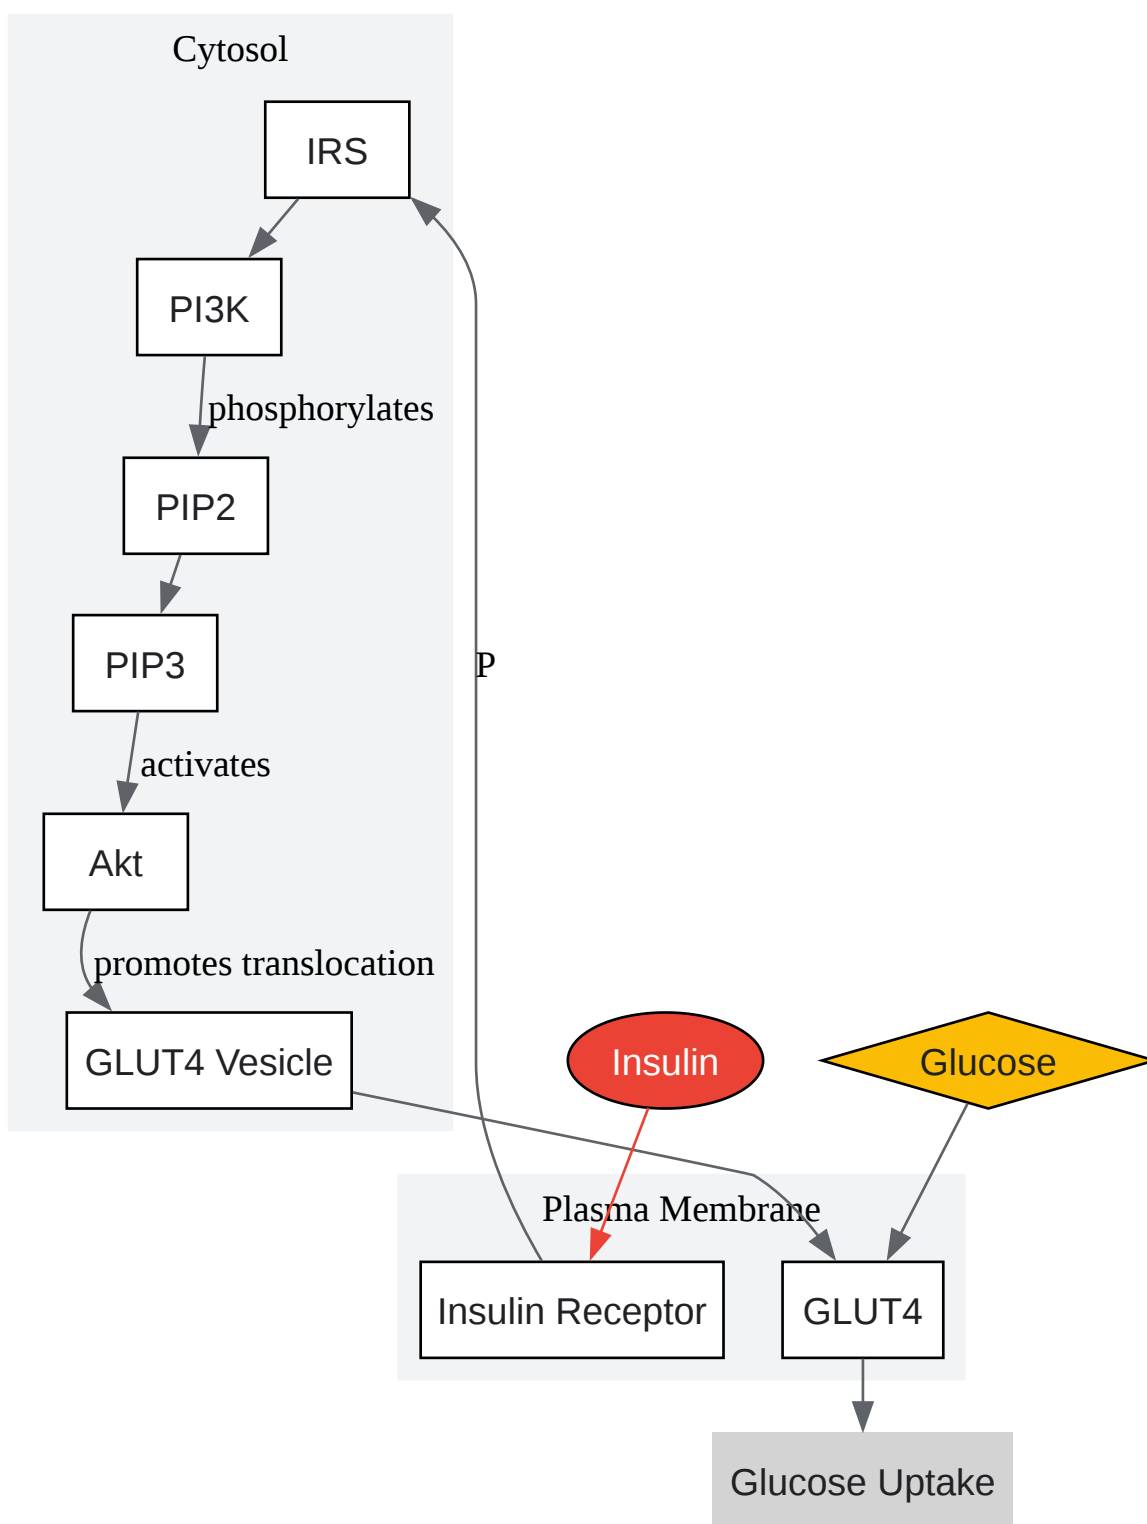 Cytosol
IRS
PI3K
phosphorylates
PIP2
PIP3
P
activates
Akt
promotes translocation
GLUT4 Vesicle
Insulin
Glucose
Plasma Membrane
Insulin Receptor
GLUT4
Glucose Uptake